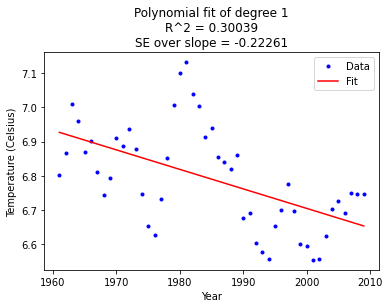 Polynomial fit of degree 1
R^2 = 0.30039
SE over slope = -0.22261
Data
Fit
7.1
7.0
6.9
6.8
6.7
6.6
Temperature (Celsius)
1960
1970
1980
1990
2000
2010
Year